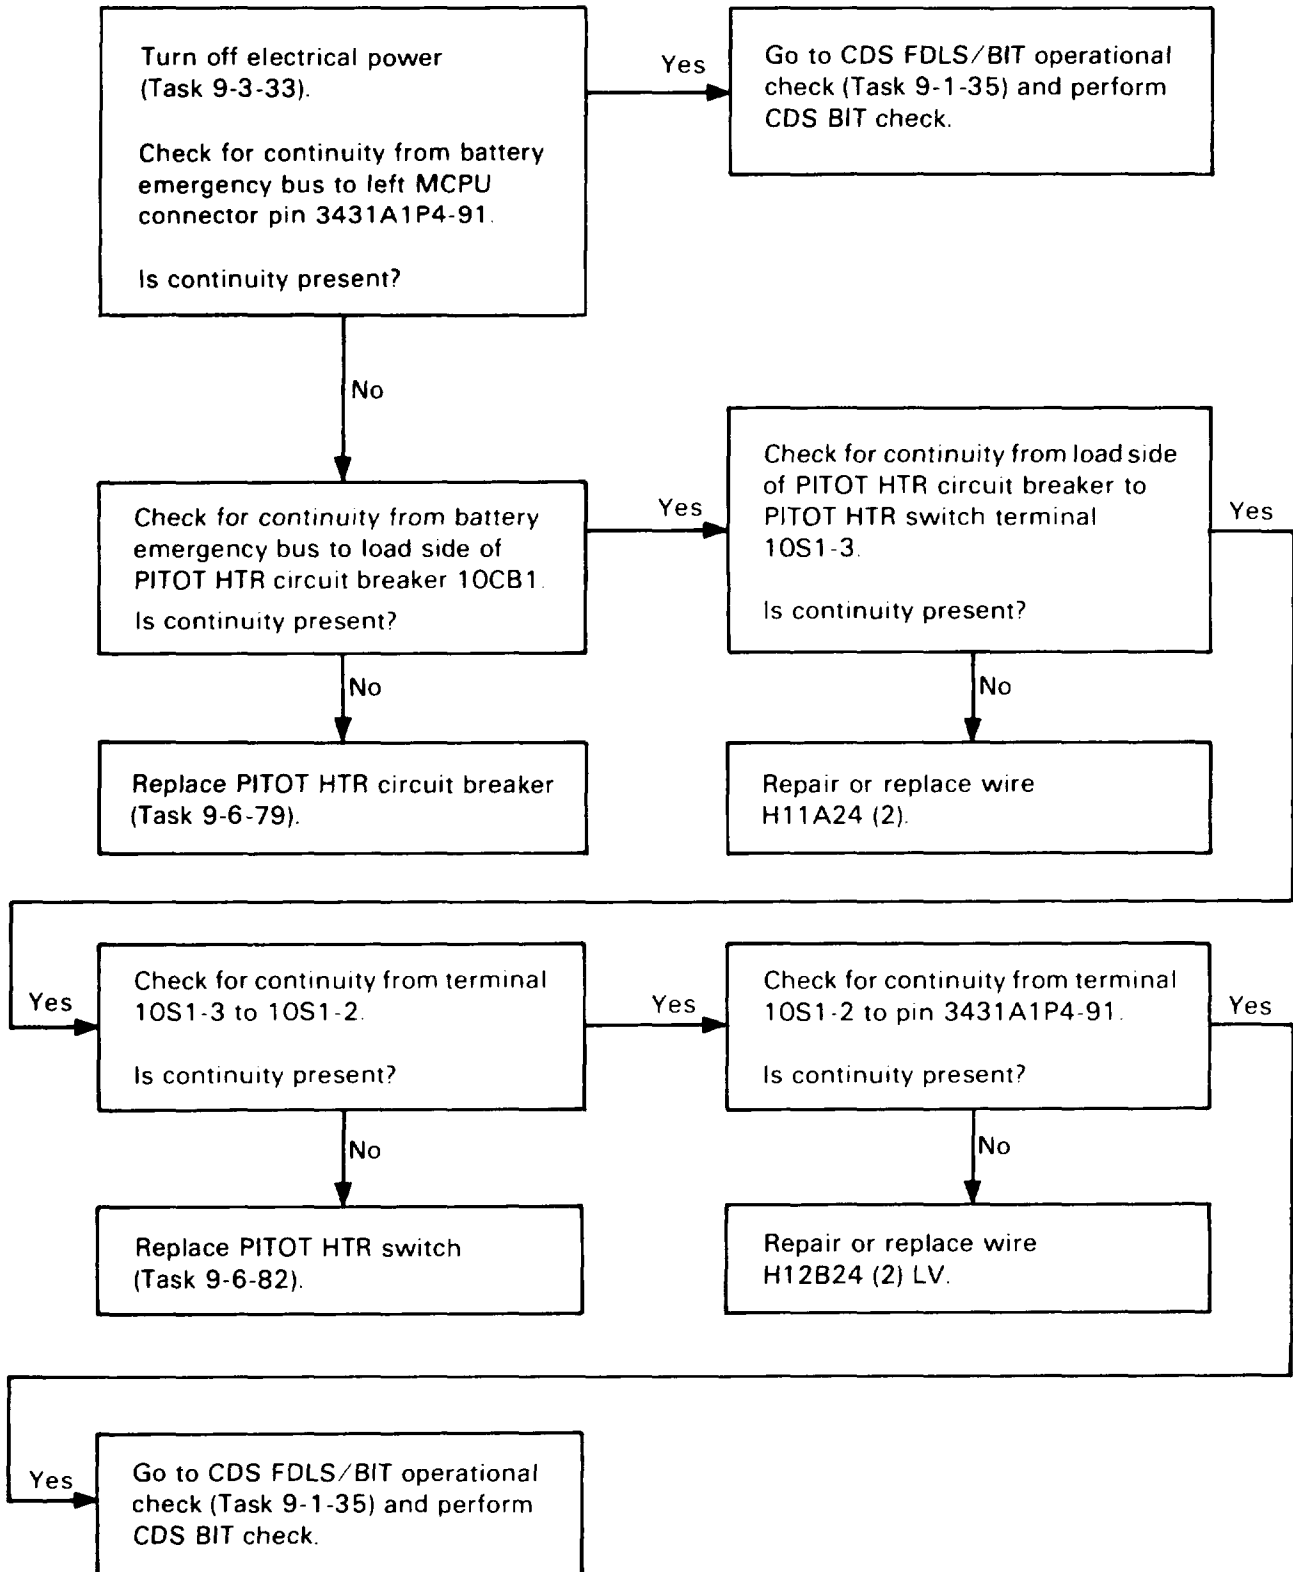 Turn off electrical power
(Task 9-3-33).
Check for continuity from battery
emergency bus to left MCPU
connector pin 3431A1P4-91.
Is continuity present?
Yes
Go to CDS FDLS/BIT operational
check (Task 9-1-35) and perform
CDS BIT check.
No
Check for continuity from battery
emergency bus to load side of
PITOT HTR circuit breaker 10CB1.
Is continuity present?
Yes
Check for continuity from load side
of PITOT HTR circuit breaker to
PITOT HTR switch terminal
10S1-3.
Is continuity present?
Yes
No
Replace PITOT HTR circuit breaker
(Task 9-6-79).
No
Repair or replace wire
H11A24 (2).
Yes
Check for continuity from terminal
10S1-3 to 10S1-2.
Is continuity present?
Yes
Check for continuity from terminal
10S1-2 to pin 3431A1P4-91.
Is continuity present?
Yes
No
Replace PITOT HTR switch
(Task 9-6-82).
No
Repair or replace wire
H12B24 (2) LV.
Yes
Go to CDS FDLS/BIT operational
check (Task 9-1-35) and perform
CDS BIT check.